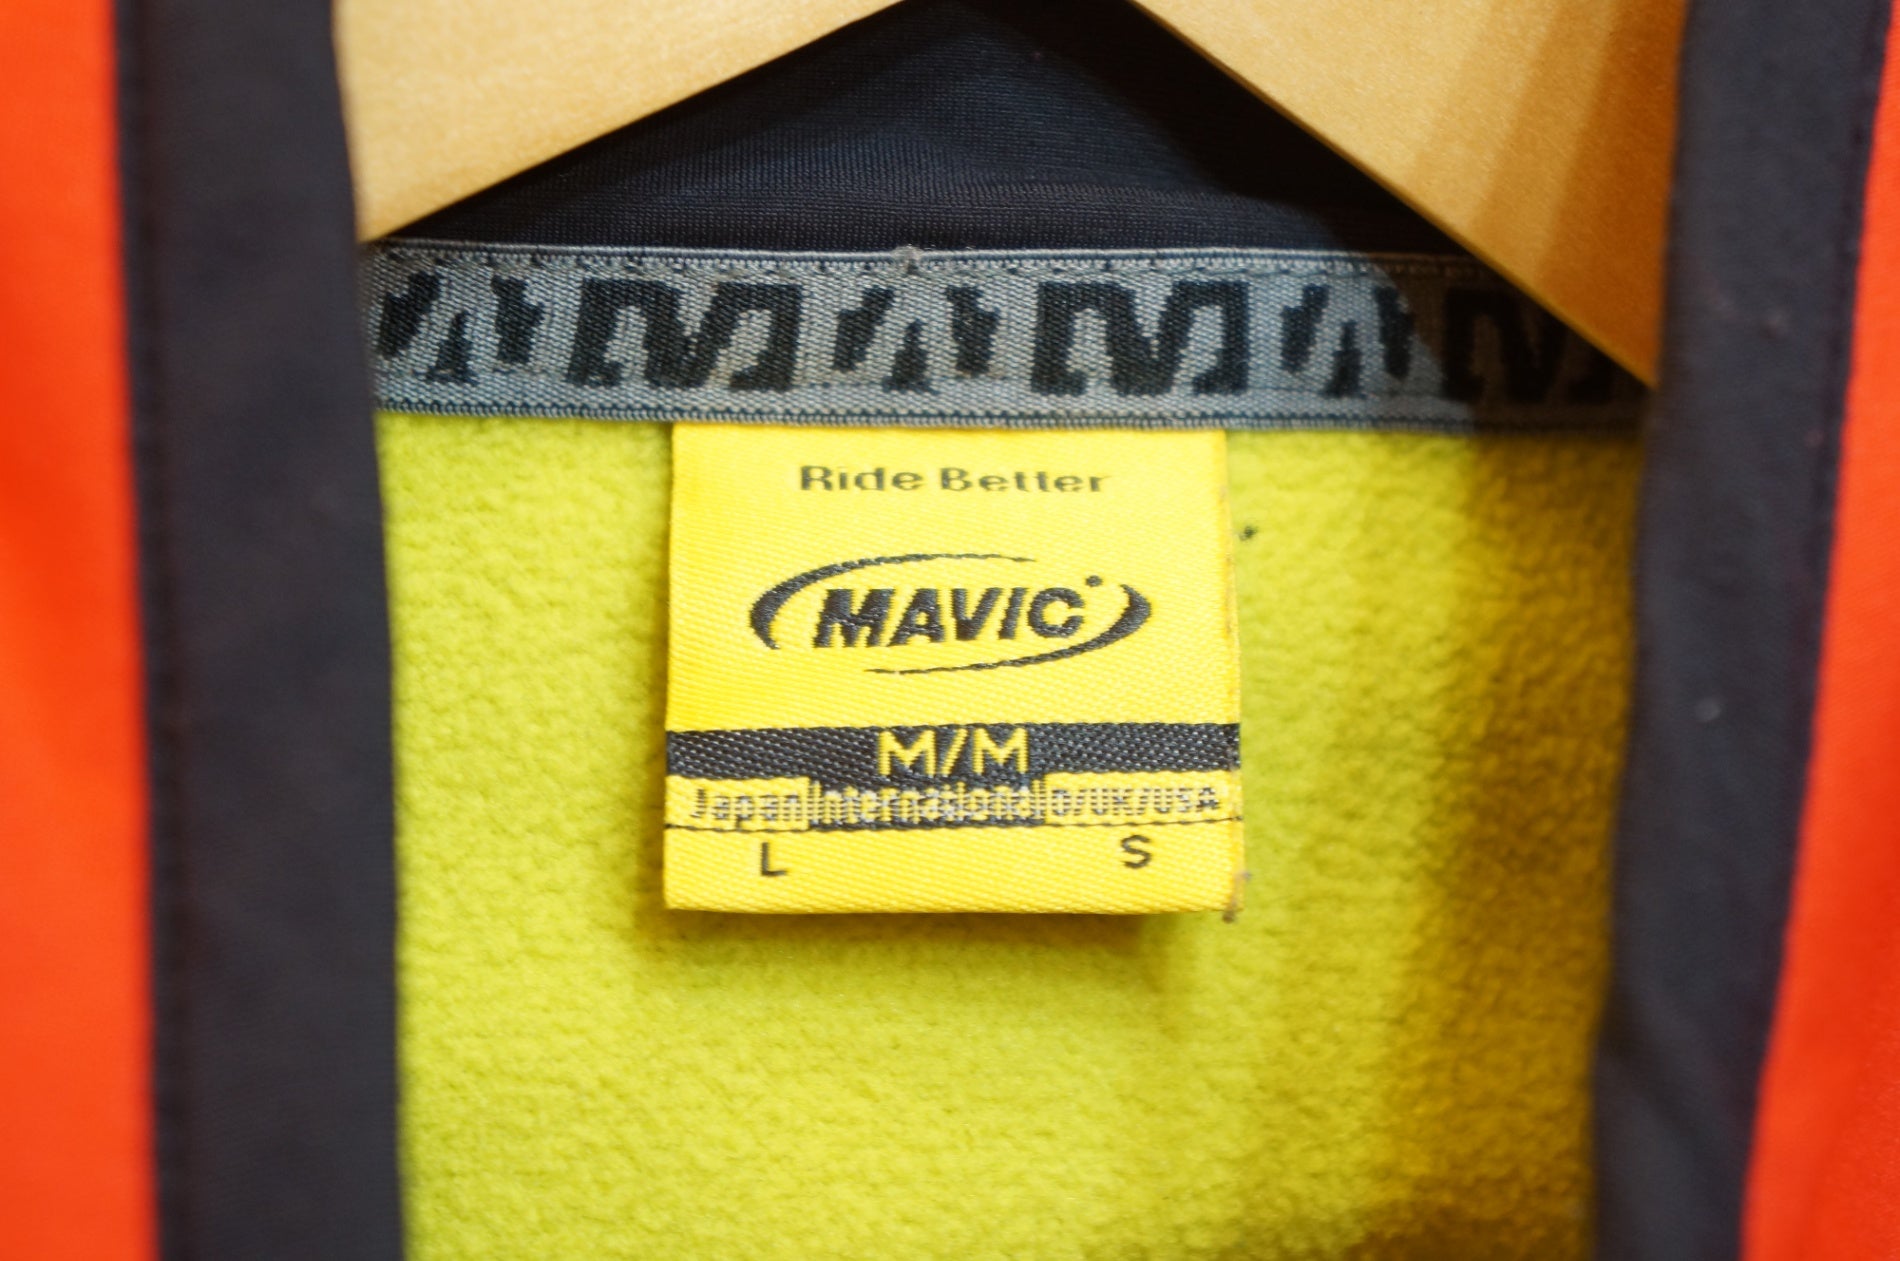 Ride Better
MAVIC
M/M
Japan International D/UK/USA
L S